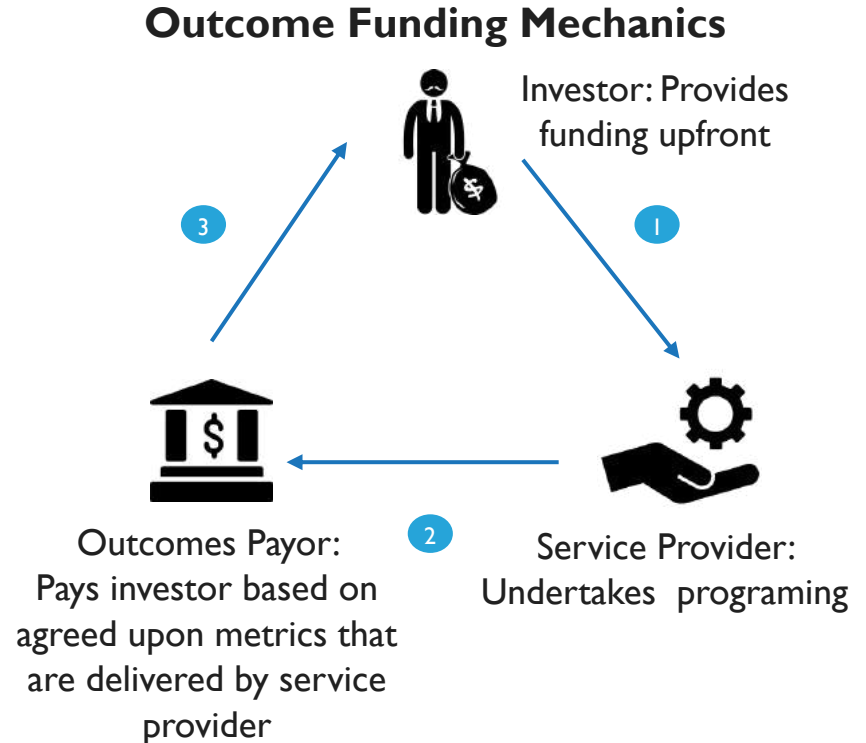 Outcome Funding Mechanics
Investor: Provides
funding upfront
$
3
1
$
Outcomes Payor:
Pays investor based on
agreed upon metrics that
are delivered by service
provider
2
Service Provider:
Undertakes programing